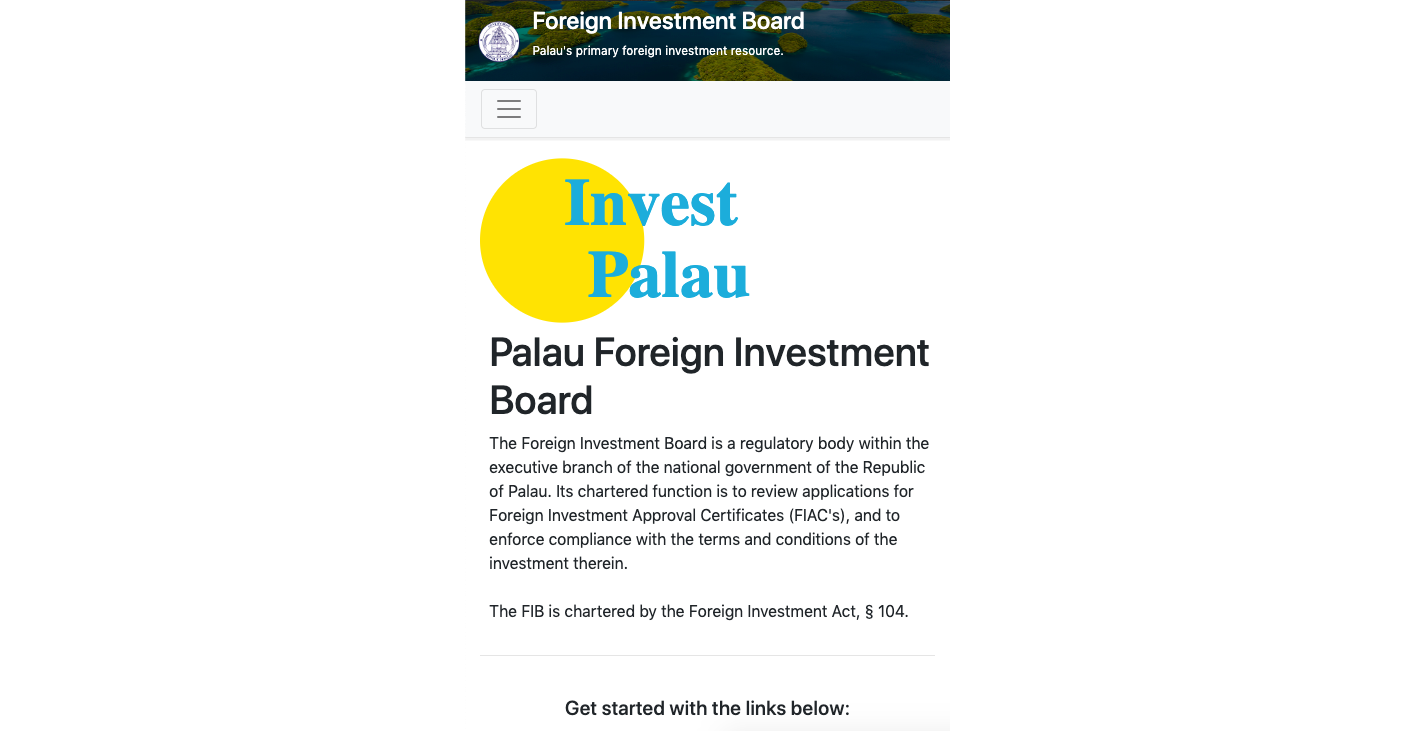 Foreign Investment Board
Palau's primary foreign investment resource.
Invest
Palau
Palau Foreign Investment
Board
The Foreign Investment Board is a regulatory body within the
executive branch of the national government of the Republic
of Palau. Its chartered function is to review applications for
Foreign Investment Approval Certificates (FIAC's), and to
enforce compliance with the terms and conditions of the
investment therein.
The FIB is chartered by the Foreign Investment Act, § 104.
Get started with the links below: